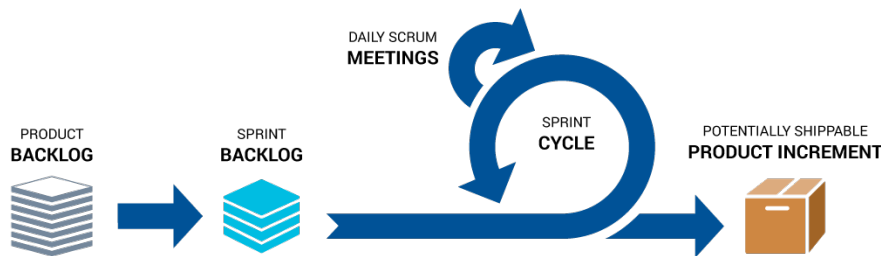 PRODUCT
BACKLOG
SPRINT
BACKLOG
DAILY SCRUM
MEETINGS
SPRINT
CYCLE
POTENTIALLY SHIPPABLE
PRODUCT INCREMENT